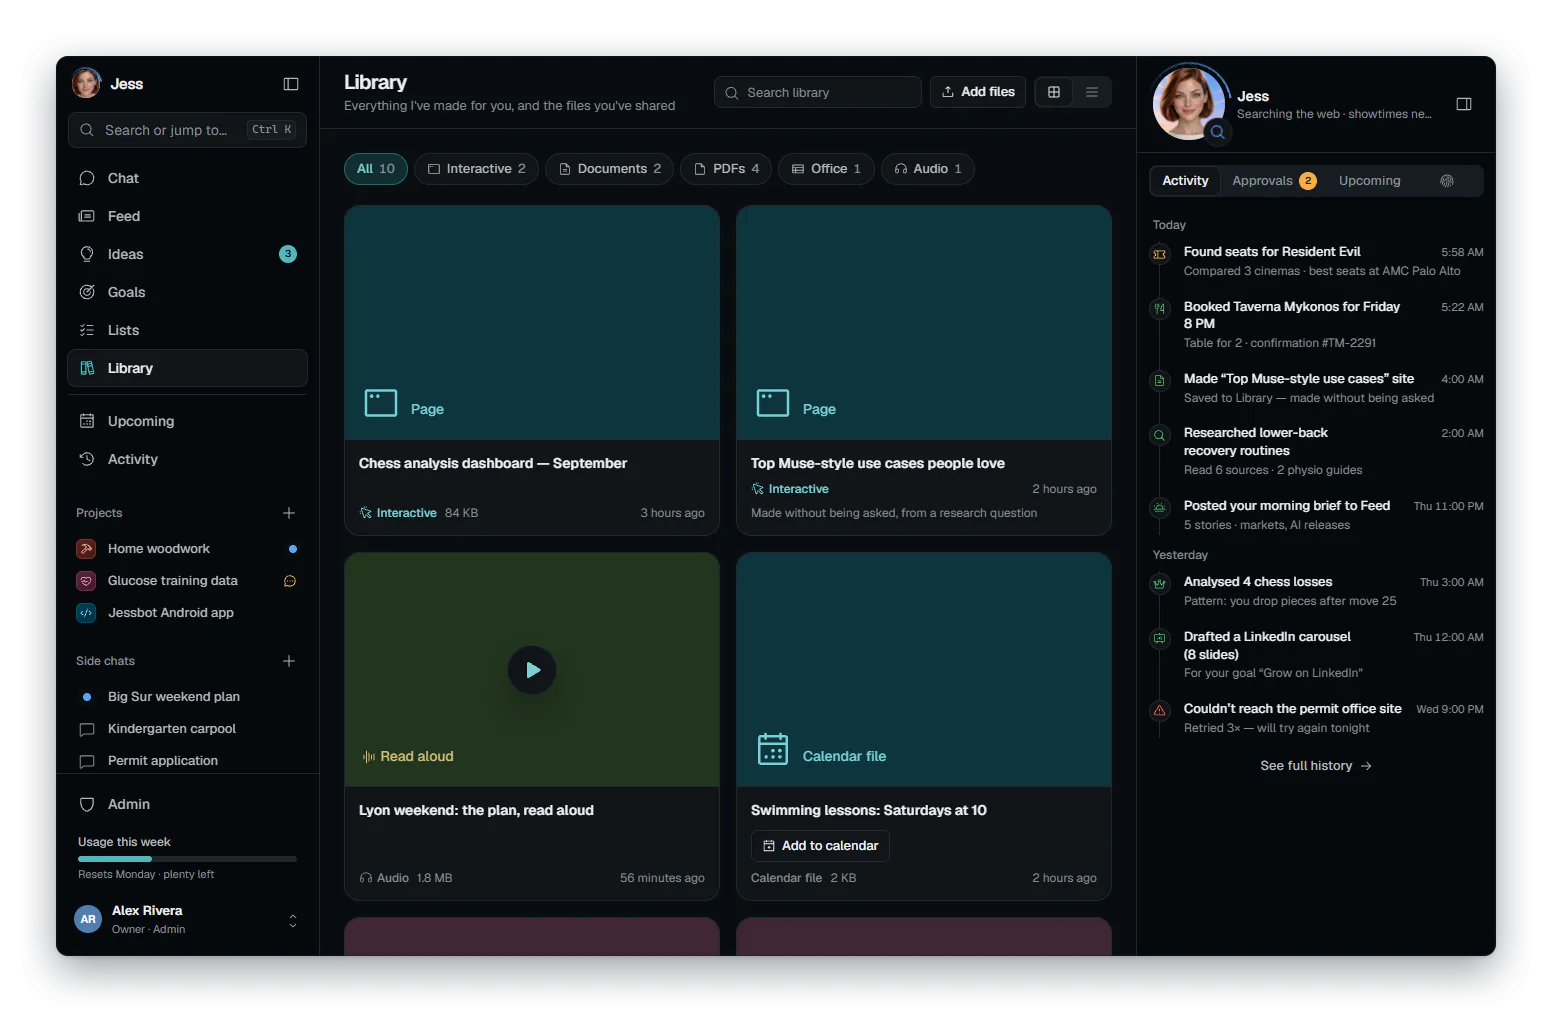 Jess
Search or jump to...
Ctrl K
Chat
Feed
Ideas
3
Goals
Lists
Library
Upcoming
Activity
Projects
Home woodwork
Glucose training data
Jessbot Android app
Side chats
Big Sur weekend plan
Kindergarten carpool
Permit application
Admin
Usage this week
Resets Monday · plenty left
AR
Alex Rivera
Owner · Admin
Library
Everything I've made for you, and the files you've shared
Search library
Add files
All 10
Interactive 2
Documents 2
PDFs 4
Office 1
Audio 1
Page
Chess analysis dashboard — September
Interactive 84 KB
3 hours ago
Page
Top Muse-style use cases people love
Interactive
2 hours ago
Made without being asked, from a research question
Read aloud
Lyon weekend: the plan, read aloud
Audio 1.8 MB
56 minutes ago
Calendar file
Swimming lessons: Saturdays at 10
Add to calendar
Calendar file 2 KB
2 hours ago
Jess
Searching the web · showtimes ne...
Activity
Approvals 2
Upcoming
Today
Found seats for Resident Evil
5:58 AM
Compared 3 cinemas · best seats at AMC Palo Alto
Booked Taverna Mykonos for Friday
8 PM
5:22 AM
Table for 2 · confirmation #TM-2291
Made “Top Muse-style use cases” site
4:00 AM
Saved to Library — made without being asked
Researched lower-back
recovery routines
2:00 AM
Read 6 sources · 2 physio guides
Posted your morning brief to Feed
Thu 11:00 PM
5 stories · markets, AI releases
Yesterday
Analysed 4 chess losses
Thu 3:00 AM
Pattern: you drop pieces after move 25
Drafted a LinkedIn carousel
(8 slides)
Thu 12:00 AM
For your goal “Grow on LinkedIn”
Couldn’t reach the permit office site
Wed 9:00 PM
Retried 3× — will try again tonight
See full history →